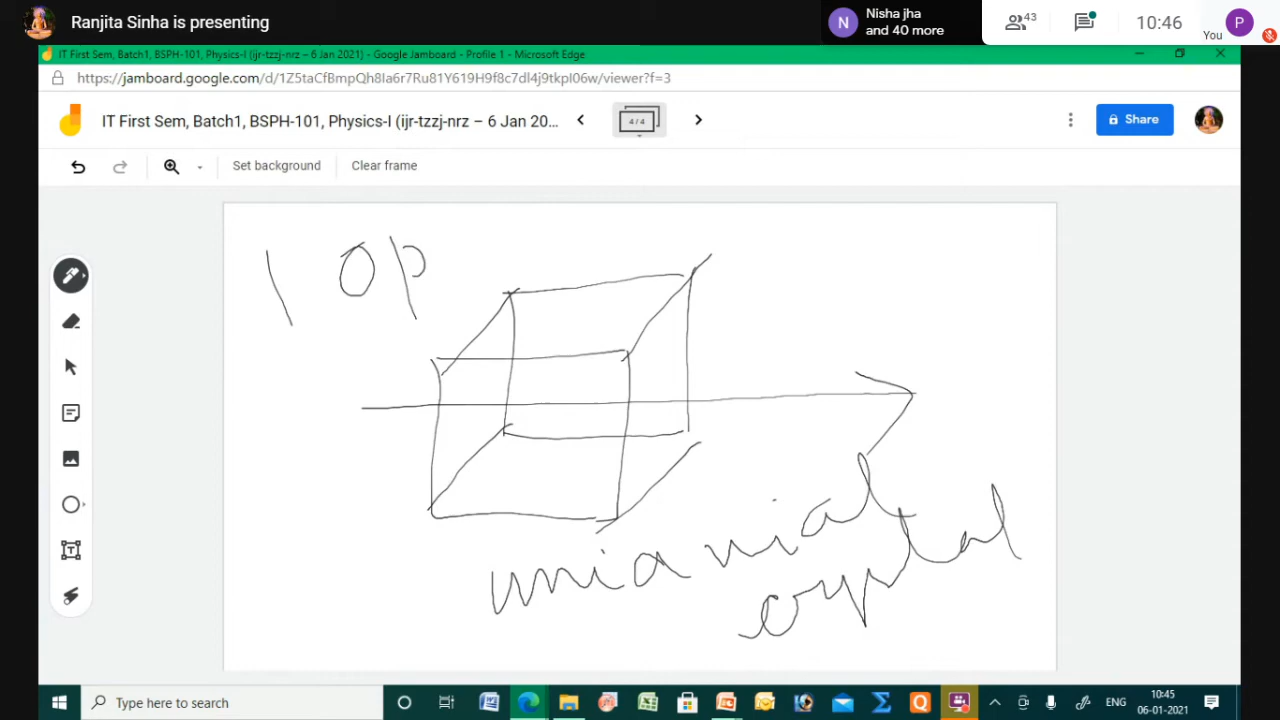 Ranjita Sinha is presenting
N
Nisha jha
and 40 more
43
10:46
You
P
IT First Sem, Batch1, BSPH-101, Physics-I (ijr-tzzj-nrz – 6 Jan 2021) - Google Jamboard - Profile 1 - Microsoft Edge
https://jamboard.google.com/d/1Z5taCfBmpQh8Ia6r7Ru81Y619H9f8c7dl4j9tkpI06w/viewer?f=3
IT First Sem, Batch1, BSPH-101, Physics-I (ijr-tzzj-nrz – 6 Jan 20...
4/4
Share
Set background
Clear frame
1 OP
uniaxial
crystal
Type here to search
ENG
10:45
06-01-2021